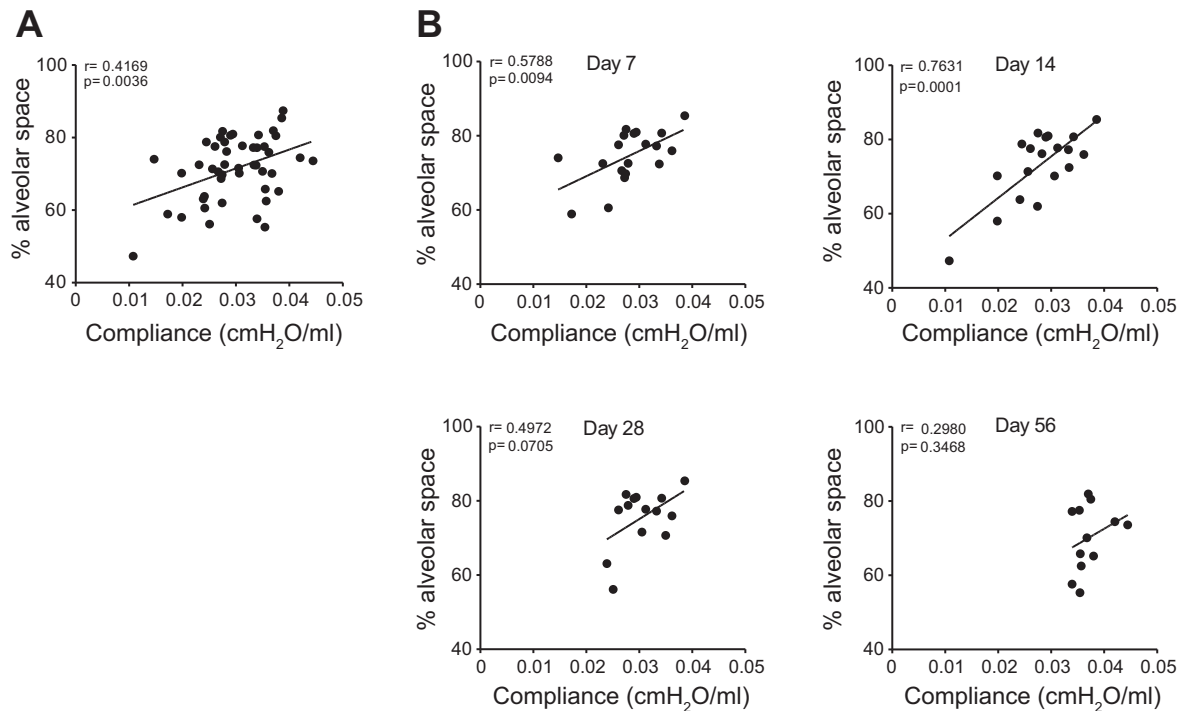 A
r= 0.4169
p=0.0036
100
80
60
40
% alveolar space
0 0.01 0.02 0.03 0.04 0.05
Compliance (cmH₂O/ml)
B
r= 0.5788
p=0.0094
Day 7
100
80
60
40
% alveolar space
0 0.01 0.02 0.03 0.04 0.05
Compliance (cmH₂O/ml)
r= 0.7631
p=0.0001
Day 14
100
80
60
40
% alveolar space
0 0.01 0.02 0.03 0.04 0.05
Compliance (cmH₂O/ml)
r= 0.4972
p=0.0705
Day 28
100
80
60
40
% alveolar space
0 0.01 0.02 0.03 0.04 0.05
Compliance (cmH₂O/ml)
r= 0.2980
p=0.3468
Day 56
100
80
60
40
% alveolar space
0 0.01 0.02 0.03 0.04 0.05
Compliance (cmH₂O/ml)